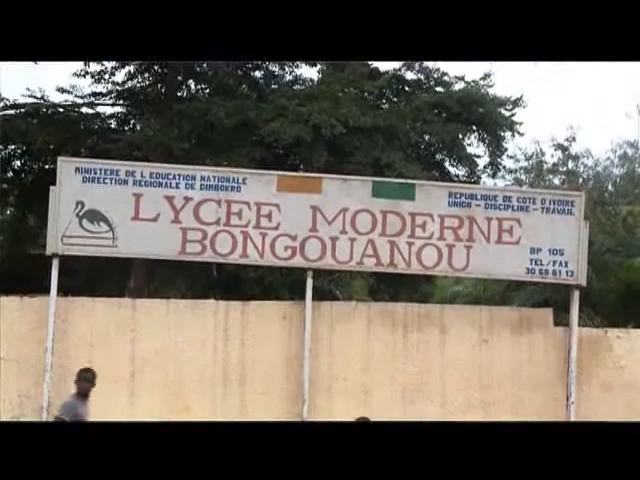 MINISTERE DE L'EDUCATION NATIONALE
DIRECTION REGIONALE DE DIMBOKRO
REPUBLIQUE DE COTE D'IVOIRE
UNION - DISCIPLINE - TRAVAIL
LYCEE MODERNE
BONGOUANOU
BP 105
TEL/FAX
30 68 61 13